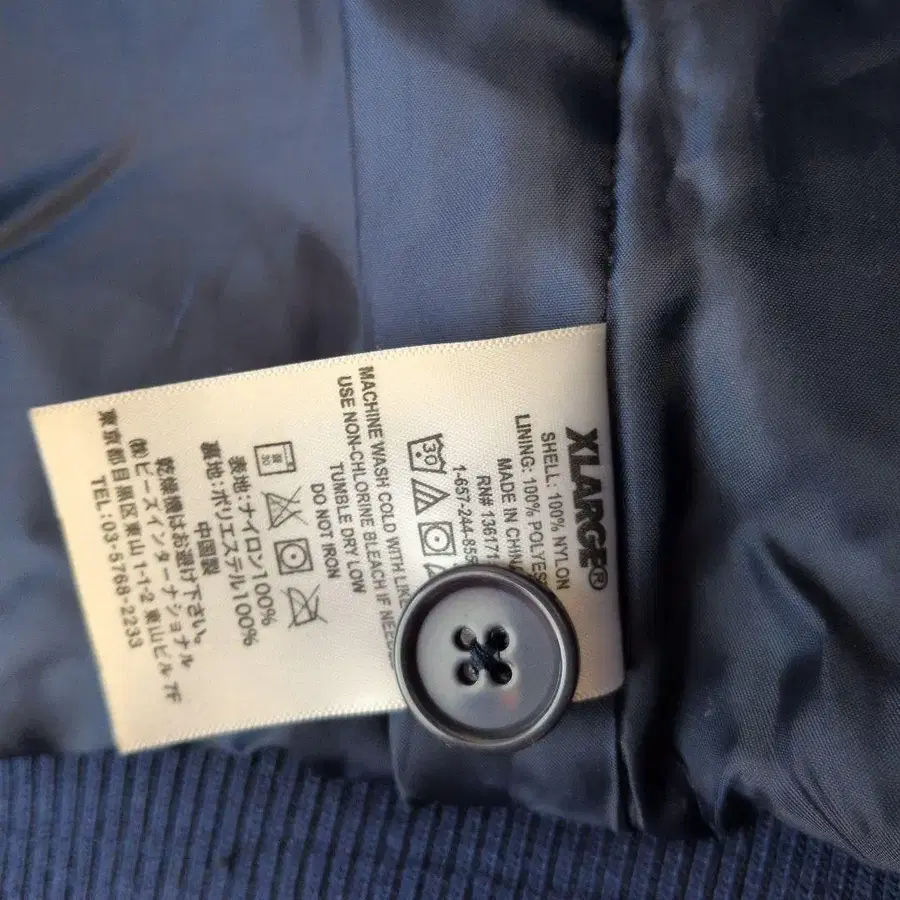 XLARGE®
SHELL: 100% NYLON
LINING: 100%
MADE IN CHINA
RN#
1-657-244-855
30
MACHINE WASH COLD WITH LIKE
USE NON-CHLORINE BLEACH IF
TUMBLE DRY LOW
DO NOT IRON
30
表地:ナイロン100%
裏地:ポリエステル100%
中国製
乾燥機はお避け下さい。
㈱ビーズインターナショナル
東京都目黒区東山 1-1-2 東山ビル 7F
TEL:03-5768-2233